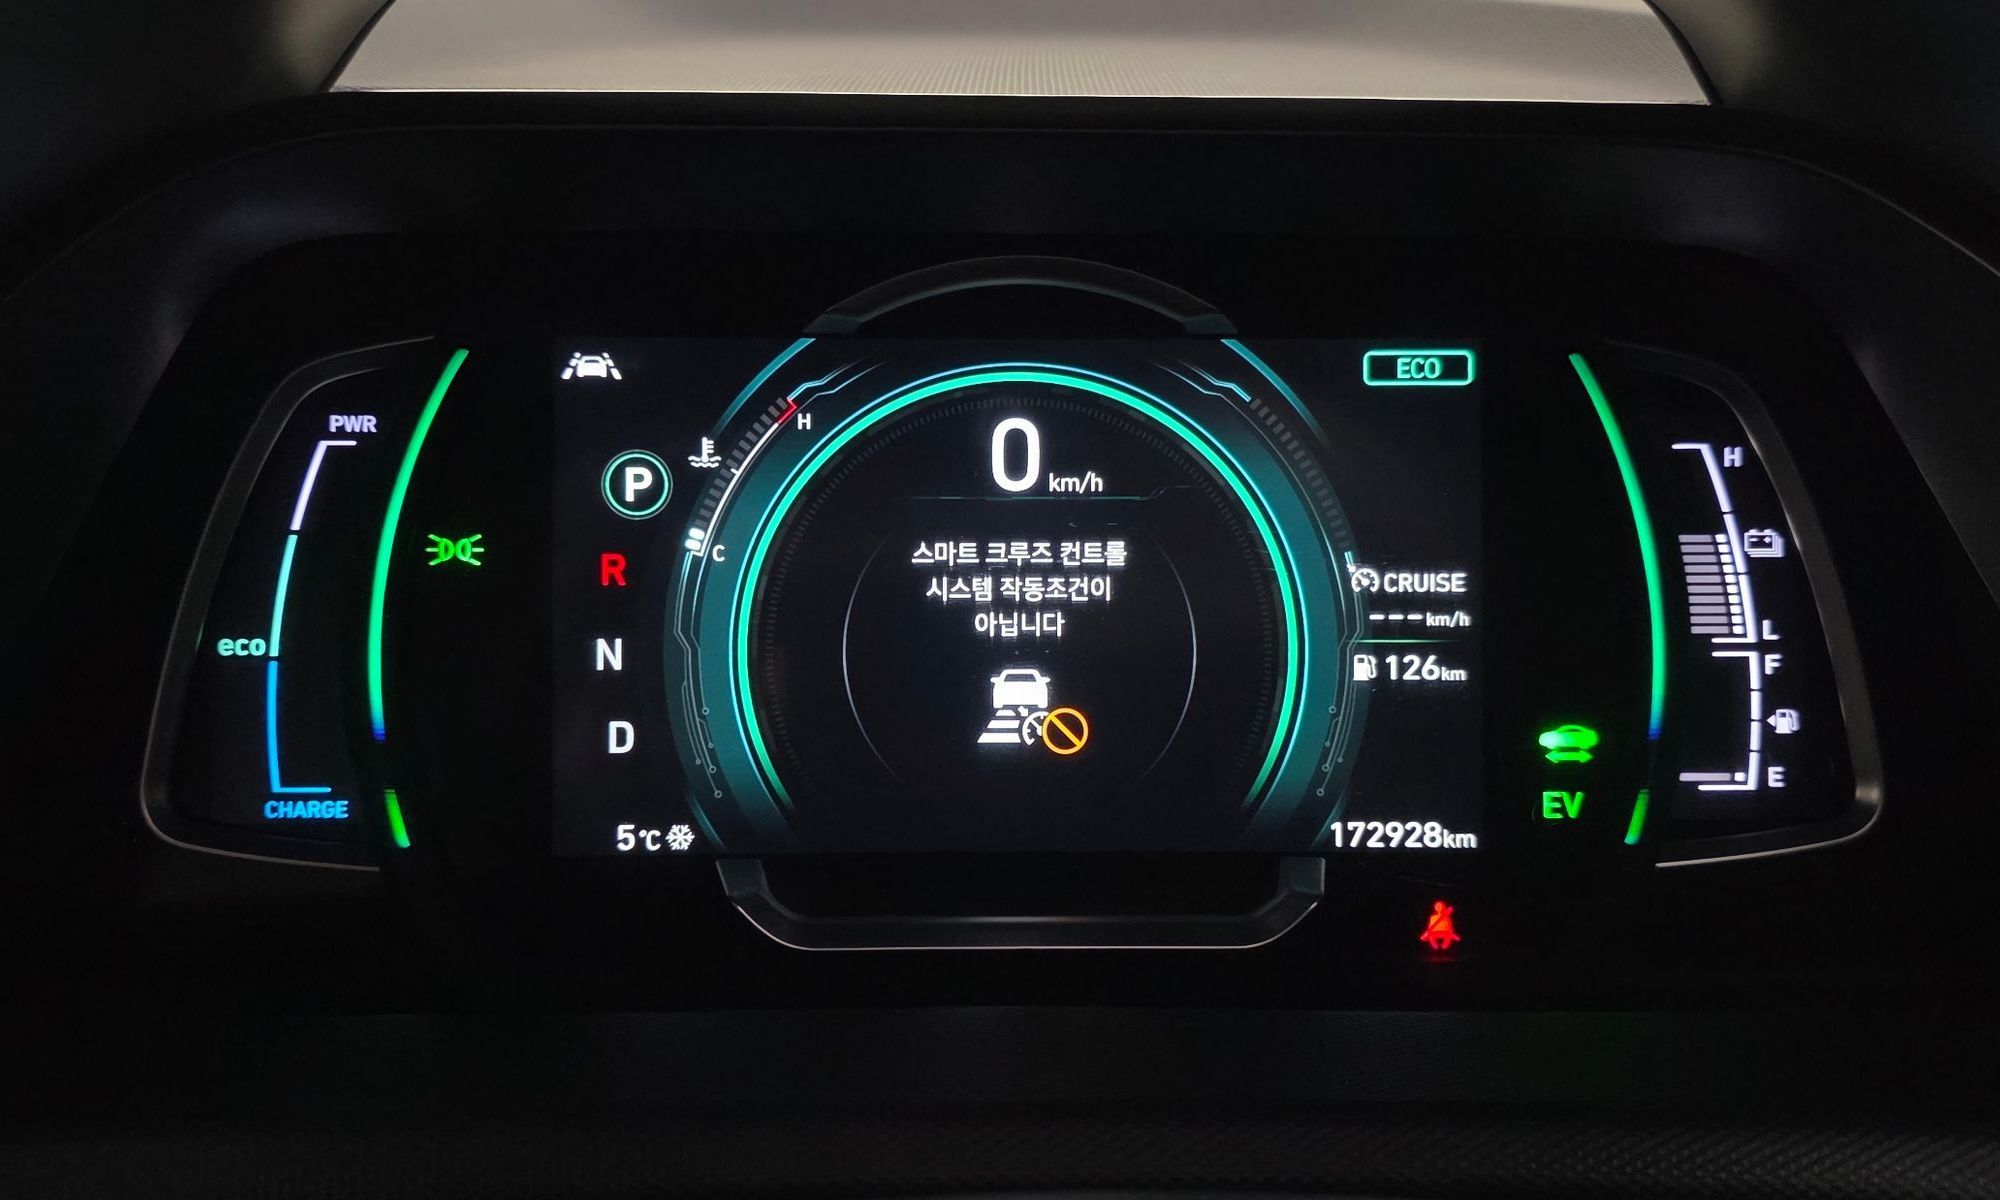 ECO
PWR
H
0 km/h
H
P
C
스마트 크루즈 컨트롤
시스템 작동조건이
아닙니다
R
CRUISE
---km/h
N
eco
L
F
126km
D
E
CHARGE
EV
5℃
172928km